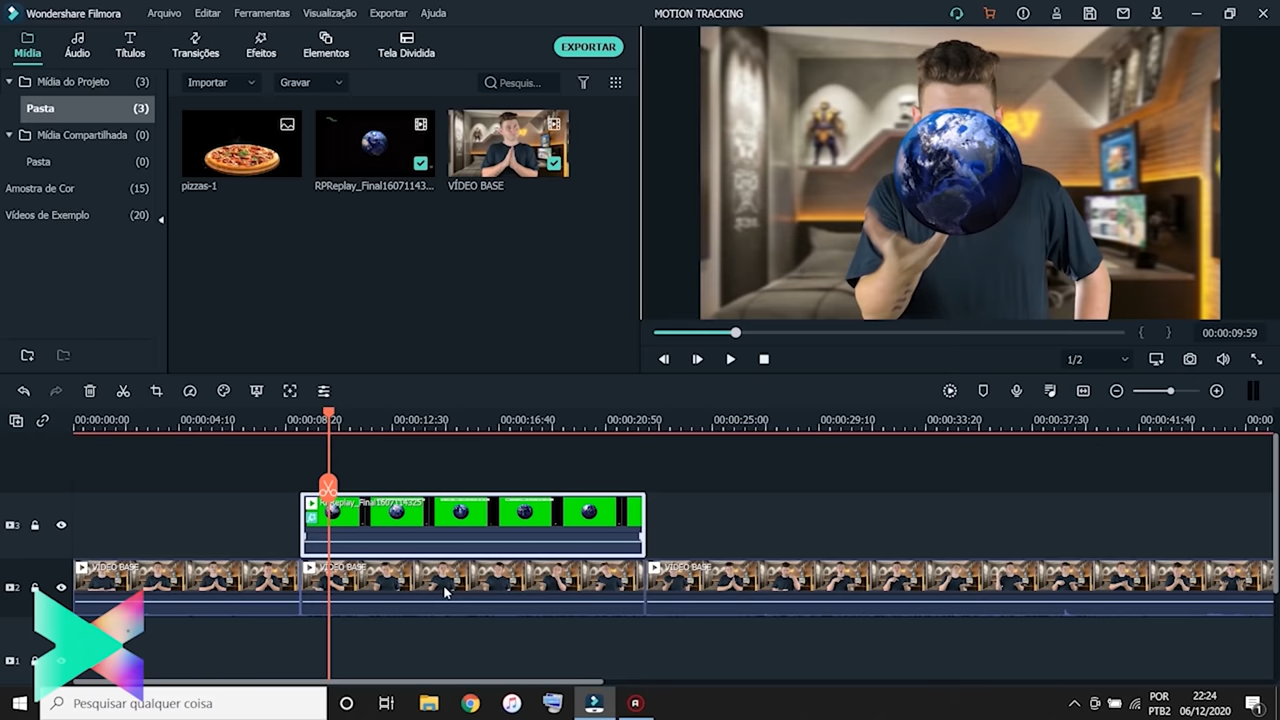 Wondershare Filmora
Arquivo
Editar
Ferramentas
Visualização
Exportar
Ajuda
MOTION TRACKING
Mídia
Áudio
Títulos
Transições
Efeitos
Elementos
Tela Dividida
EXPORTAR
Mídia do Projeto (3)
Pasta (3)
Mídia Compartilhada (0)
Pasta (0)
Amostra de Cor (15)
Vídeos de Exemplo (20)
Importar
Gravar
Pesquis...
pizzas-1
RPReplay_Final16071143...
VÍDEO BASE
00:00:09:59
1/2
00:00:00:00
00:00:04:10
00:00:08:20
00:00:12:30
00:00:16:40
00:00:20:50
00:00:25:00
00:00:29:10
00:00:33:20
00:00:37:30
00:00:41:40
00:00
RPReplay_Final1607114325
3
VÍDEO BASE
VÍDEO BASE
VÍDEO BASE
2
1
Pesquisar qualquer coisa
POR
PTB2
22:24
06/12/2020